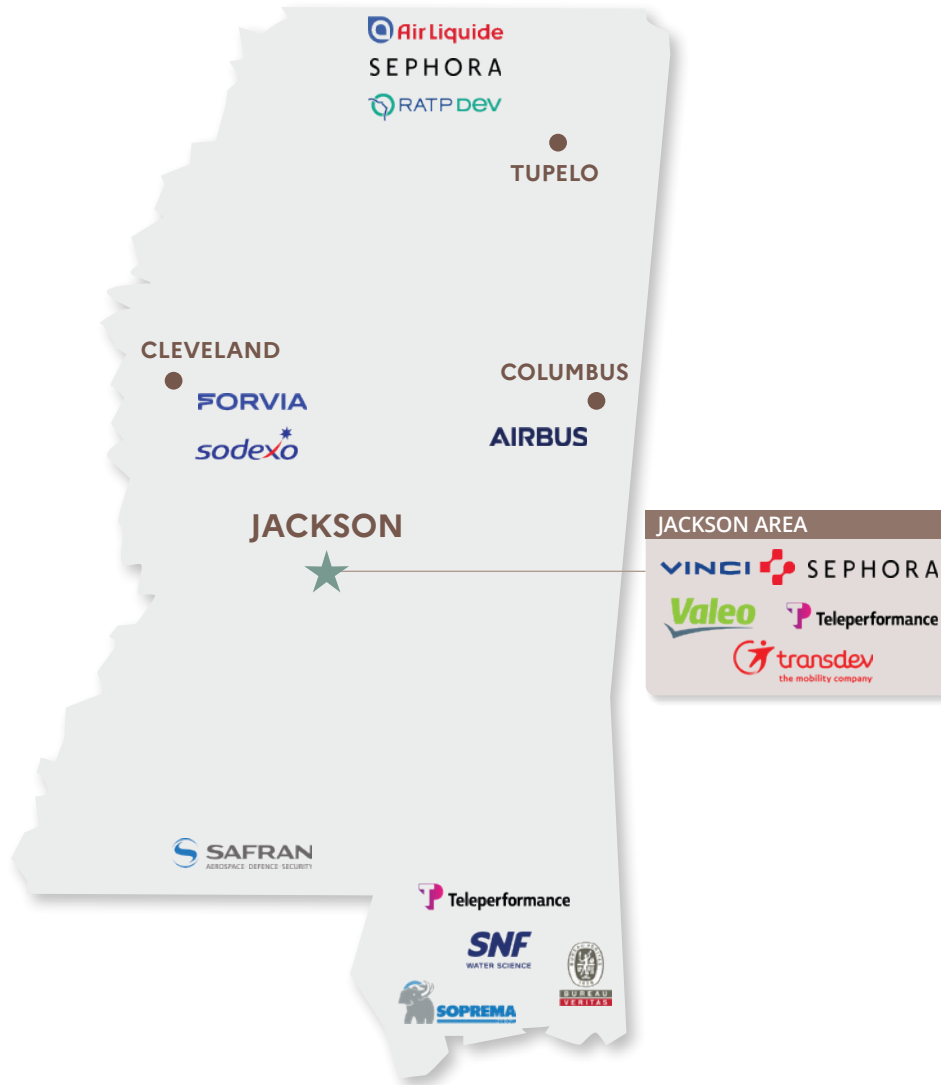 Air Liquide
SEPHORA
RATP DEV
TUPELO
CLEVELAND
FORVIA
sodexo
COLUMBUS
AIRBUS
JACKSON
JACKSON AREA
VINCI SEPHORA
Valeo Teleperformance
transdev
the mobility company
SAFRAN
AEROSPACE · DEFENCE · SECURITY
Teleperformance
SNF
WATER SCIENCE
BUREAU
VERITAS
SOPREMA